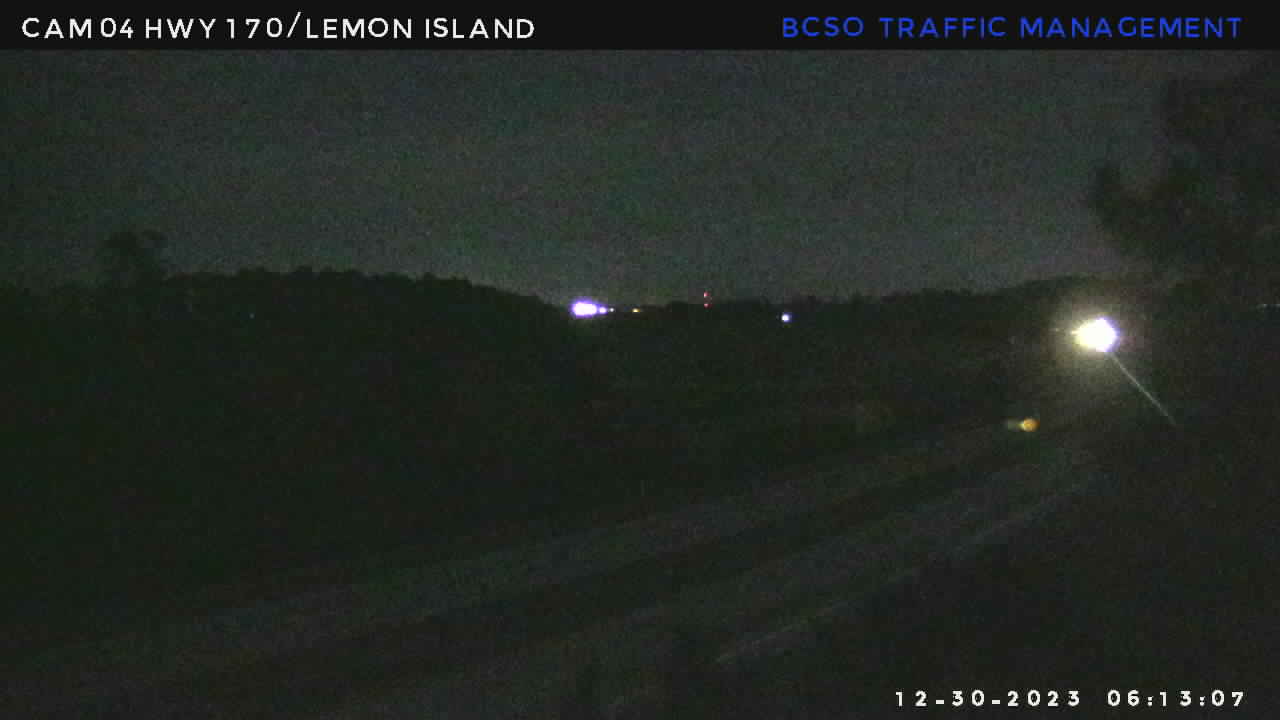 CAM04 HWY 170/LEMON ISLAND
BCSO TRAFFIC MANAGEMENT
12-30-2023 06:13:07